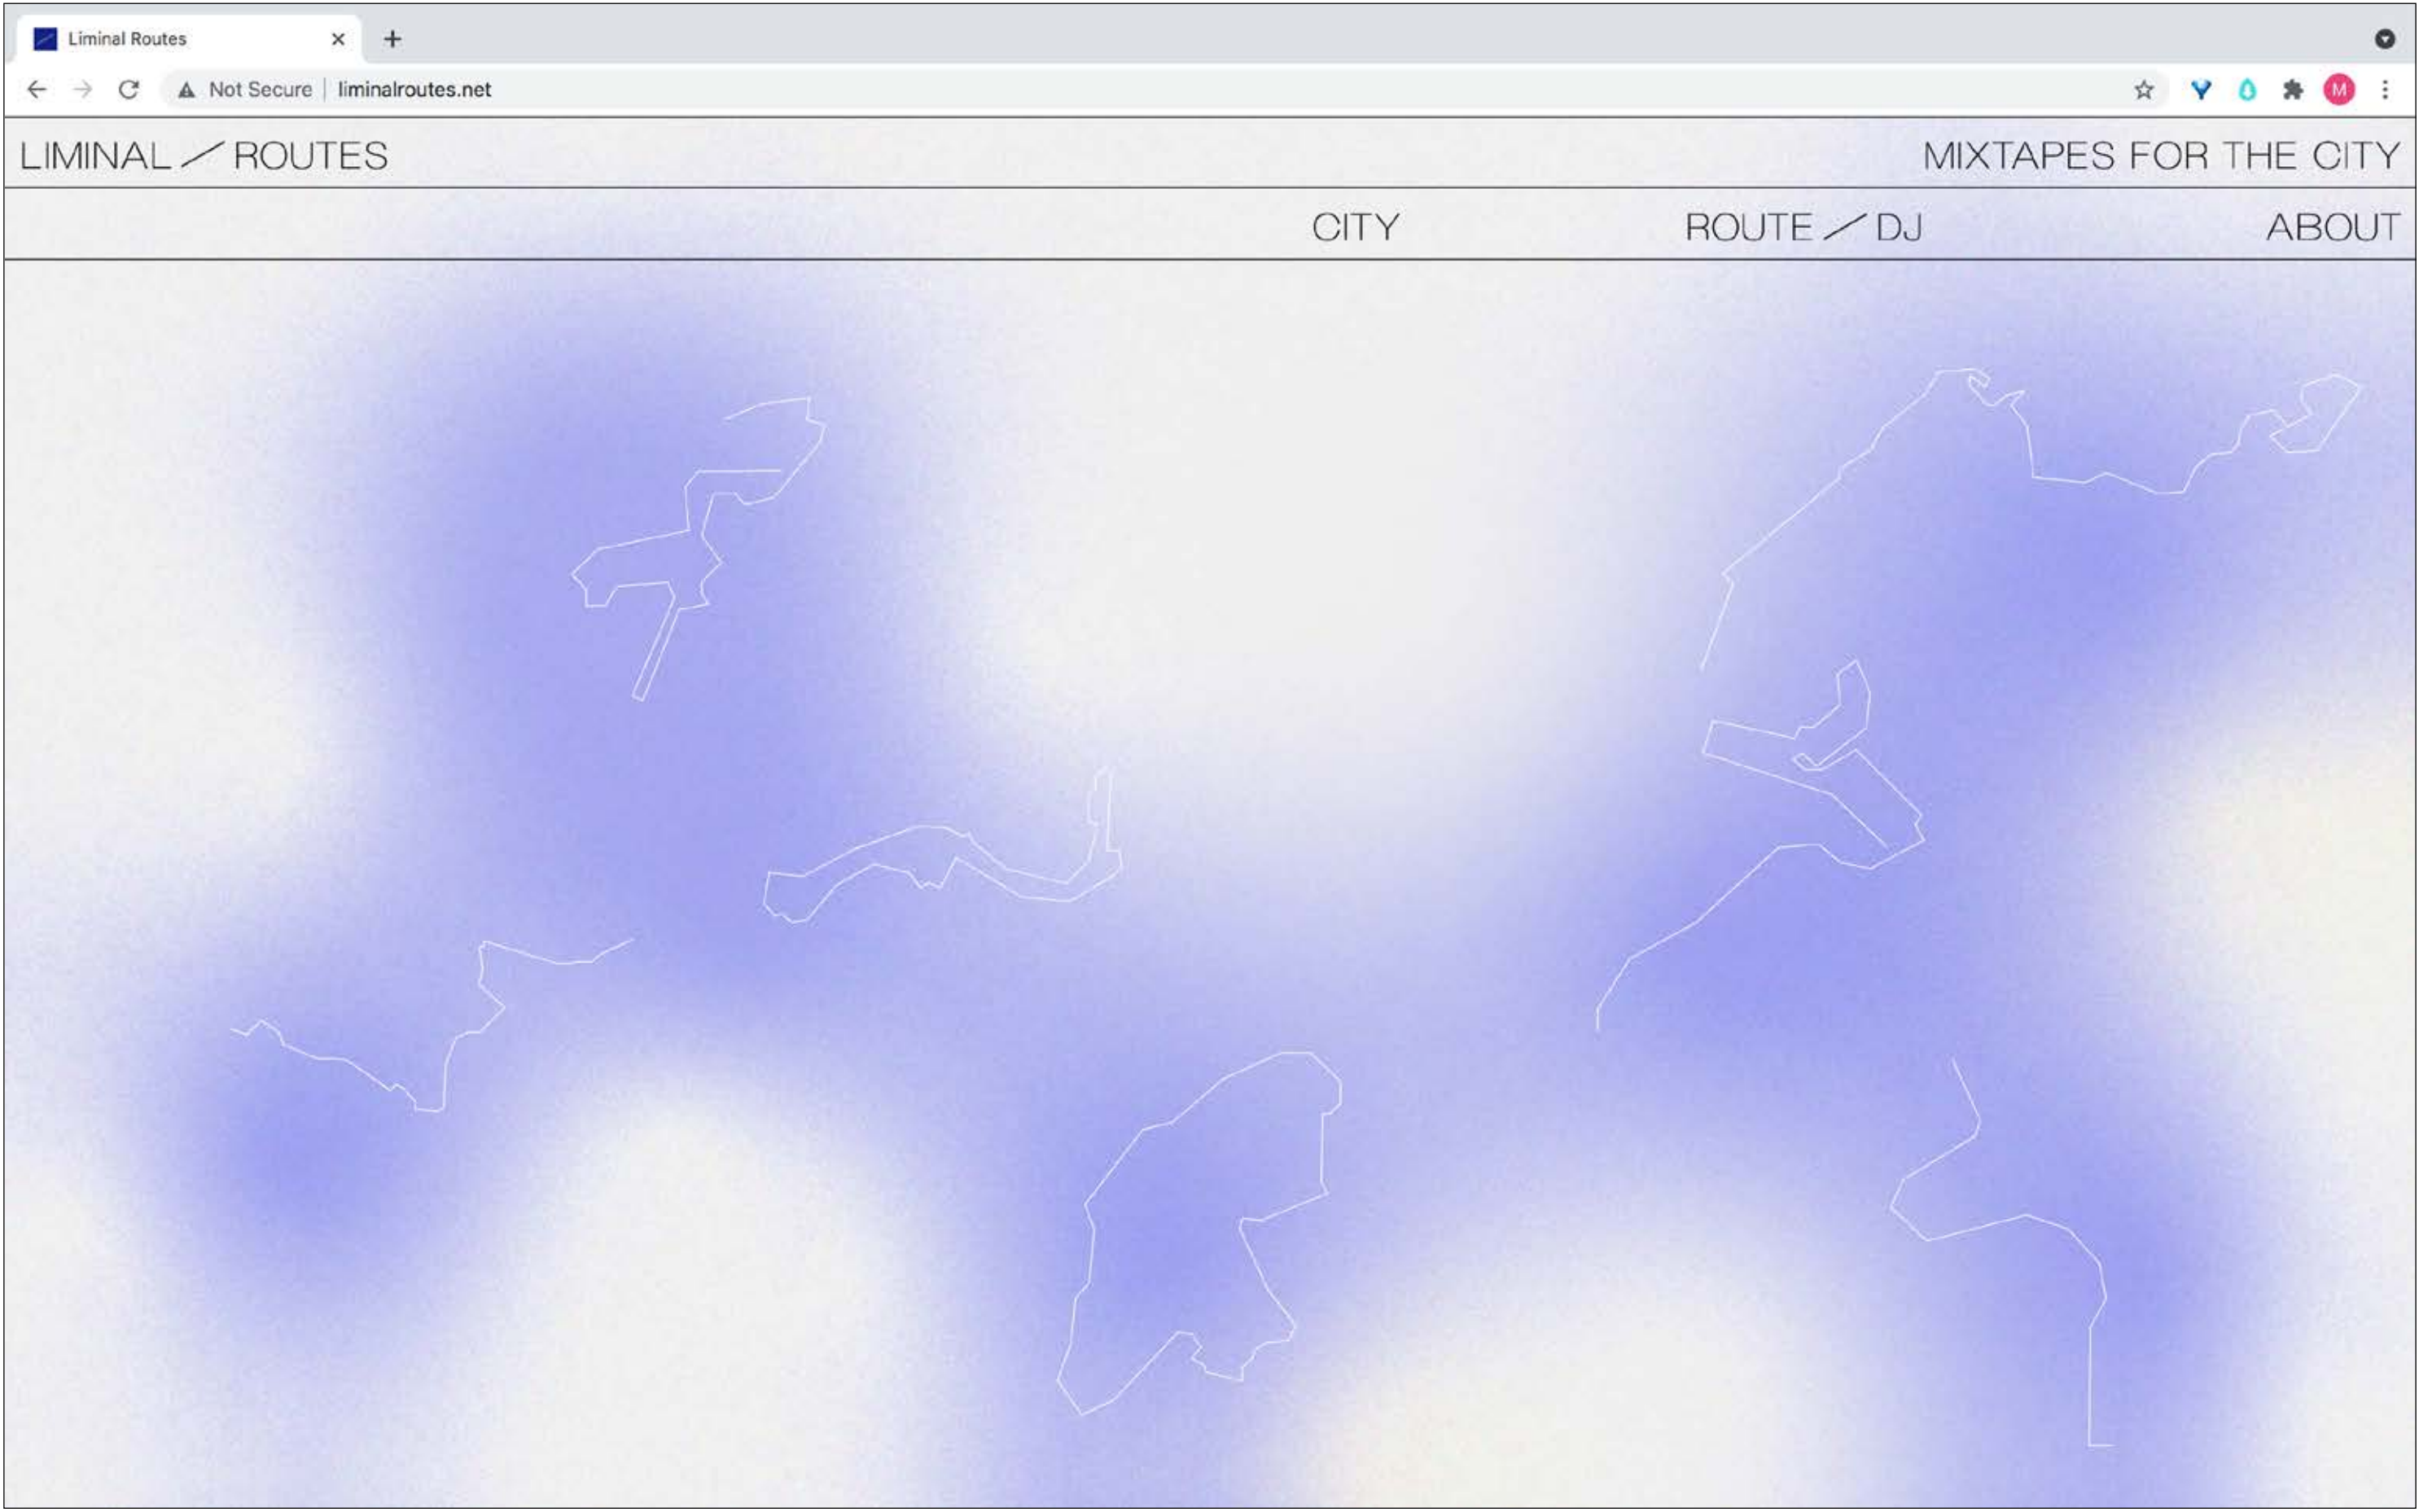 Liminal Routes
Not Secure liminalroutes.net
M
LIMINAL / ROUTES MIXTAPES FOR THE CITY
CITY ROUTE / DJ ABOUT